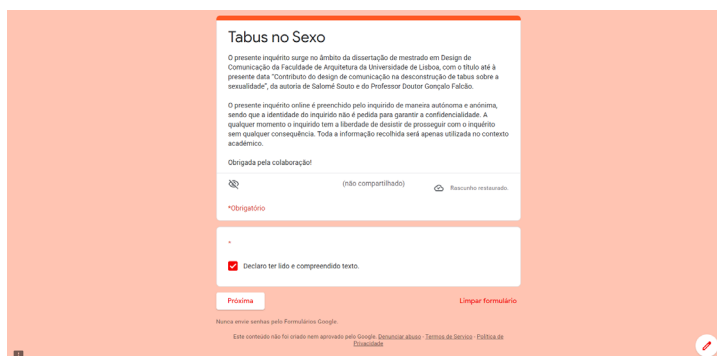 Tabus no Sexo
O presente inquérito surge no âmbito da dissertação de mestrado em Design de
Comunicação da Faculdade de Arquitetura da Universidade de Lisboa, com o título até à
presente data "Contributo do design de comunicação na desconstrução de tabus sobre a
sexualidade", da autoria de Salomé Souto e do Professor Doutor Gonçalo Falcão.
O presente inquérito online é preenchido pelo inquirido de maneira autónoma e anónima,
sendo que a identidade do inquirido não é pedida para garantir a confidencialidade. A
qualquer momento o inquirido tem a liberdade de desistir de prosseguir com o inquérito
sem qualquer consequência. Toda a informação recolhida será apenas utilizada no contexto
académico.
Obrigada pela colaboração!
(não compartilhado)
Rascunho restaurado.
*Obrigatório
*
Declaro ter lido e compreendido texto.
Próxima
Limpar formulário
Nunca envie senhas pelo Formulários Google.
Este conteúdo não foi criado nem aprovado pelo Google. Denunciar abuso - Termos de Serviço - Política de
Privacidade